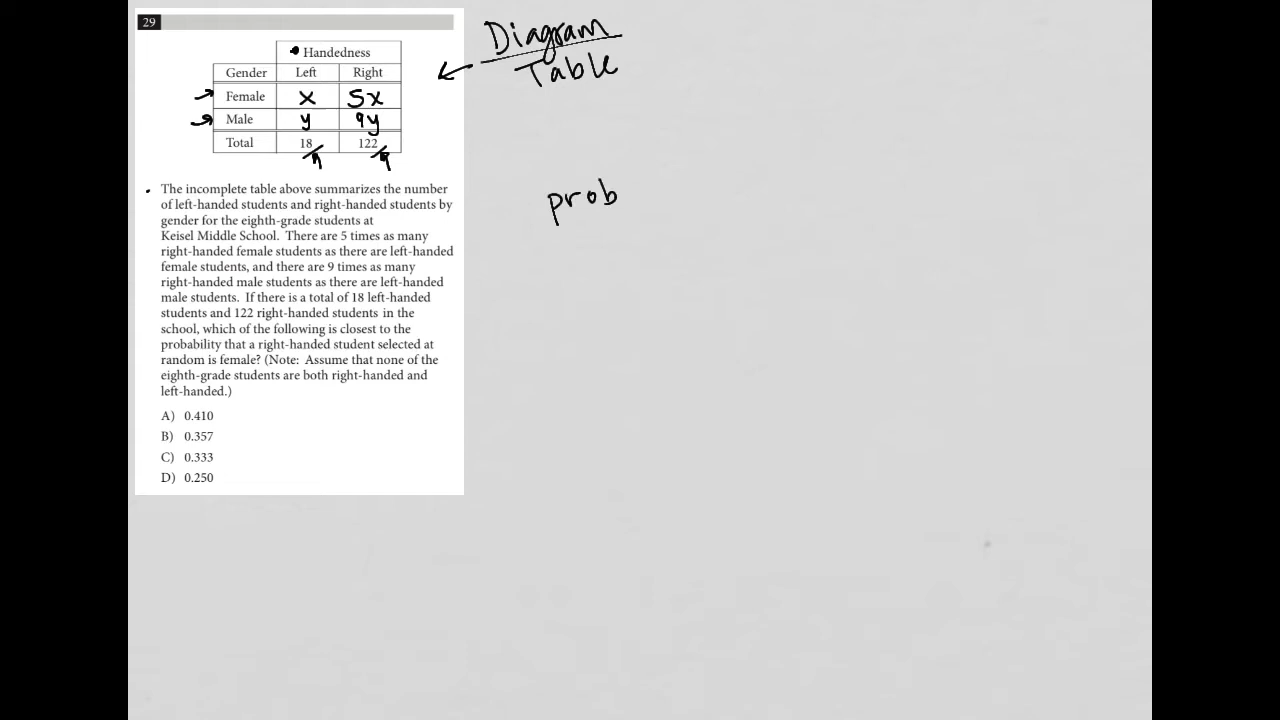 29
Handedness
Gender Left Right
Female x 5x
Male y 9y
Total 18 122
The incomplete table above summarizes the number
of left-handed students and right-handed students by
gender for the eighth-grade students at
Keisel Middle School. There are 5 times as many
right-handed female students as there are left-handed
female students, and there are 9 times as many
right-handed male students as there are left-handed
male students. If there is a total of 18 left-handed
students and 122 right-handed students in the
school, which of the following is closest to the
probability that a right-handed student selected at
random is female? (Note: Assume that none of the
eighth-grade students are both right-handed and
left-handed.)
A) 0.410
B) 0.357
C) 0.333
D) 0.250
Diagram
Table
prob